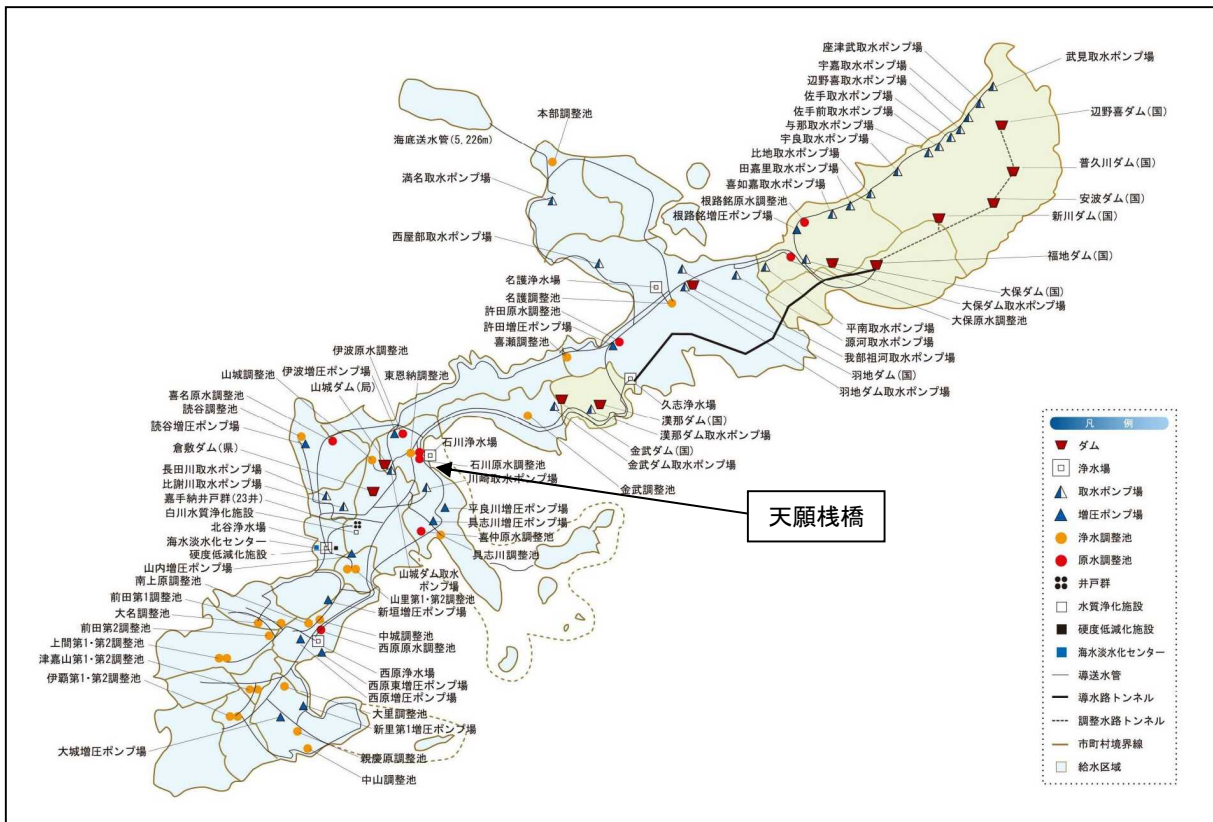 座津武取水ポンプ場
宇嘉取水ポンプ場
辺野喜取水ポンプ場
佐手取水ポンプ場
佐手前取水ポンプ場
与那取水ポンプ場
宇良取水ポンプ場
比地取水ポンプ場
田嘉里取水ポンプ場
喜如嘉取水ポンプ場
根路銘原水調整池
根路銘増圧ポンプ場
武見取水ポンプ場
辺野喜ダム(国)
普久川ダム(国)
安波ダム(国)
新川ダム(国)
福地ダム(国)
大保ダム(国)
大保ダム取水ポンプ場
大保原水調整池
平南取水ポンプ場
源河取水ポンプ場
我部祖河取水ポンプ場
羽地ダム(国)
羽地ダム取水ポンプ場
本部調整池
海底送水管(5,226m)
満名取水ポンプ場
西屋部取水ポンプ場
名護浄水場
名護調整池
許田原水調整池
許田増圧ポンプ場
喜瀬調整池
久志浄水場
漢那ダム(国)
漢那ダム取水ポンプ場
金武ダム(国)
金武ダム取水ポンプ場
金武調整池
伊波原水調整池
伊波増圧ポンプ場
東恩納調整池
山城調整池
山城ダム(局)
喜名原水調整池
読谷調整池
読谷増圧ポンプ場
倉敷ダム(県)
長田川取水ポンプ場
比謝川取水ポンプ場
嘉手納井戸群(23井)
白川水質浄化施設
北谷浄水場
海水淡水化センター
硬度低減化施設
山内増圧ポンプ場
石川浄水場
石川原水調整池
川崎取水ポンプ場
天願桟橋
平良川増圧ポンプ場
具志川増圧ポンプ場
喜仲原水調整池
具志川調整池
山城ダム取水
ポンプ場
山里第1・第2調整池
新垣増圧ポンプ場
南上原調整池
前田第1調整池
大名調整池
前田第2調整池
上間第1・第2調整池
津嘉山第1・第2調整池
伊覇第1・第2調整池
中城調整池
西原原水調整池
西原浄水場
西原東増圧ポンプ場
西原増圧ポンプ場
大里調整池
新里第1増圧ポンプ場
大城増圧ポンプ場
親慶原調整池
中山調整池
凡例
ダム
浄水場
取水ポンプ場
増圧ポンプ場
浄水調整池
原水調整池
井戸群
水質浄化施設
硬度低減化施設
海水淡水化センター
導送水管
導水路トンネル
調整水路トンネル
市町村境界線
給水区域